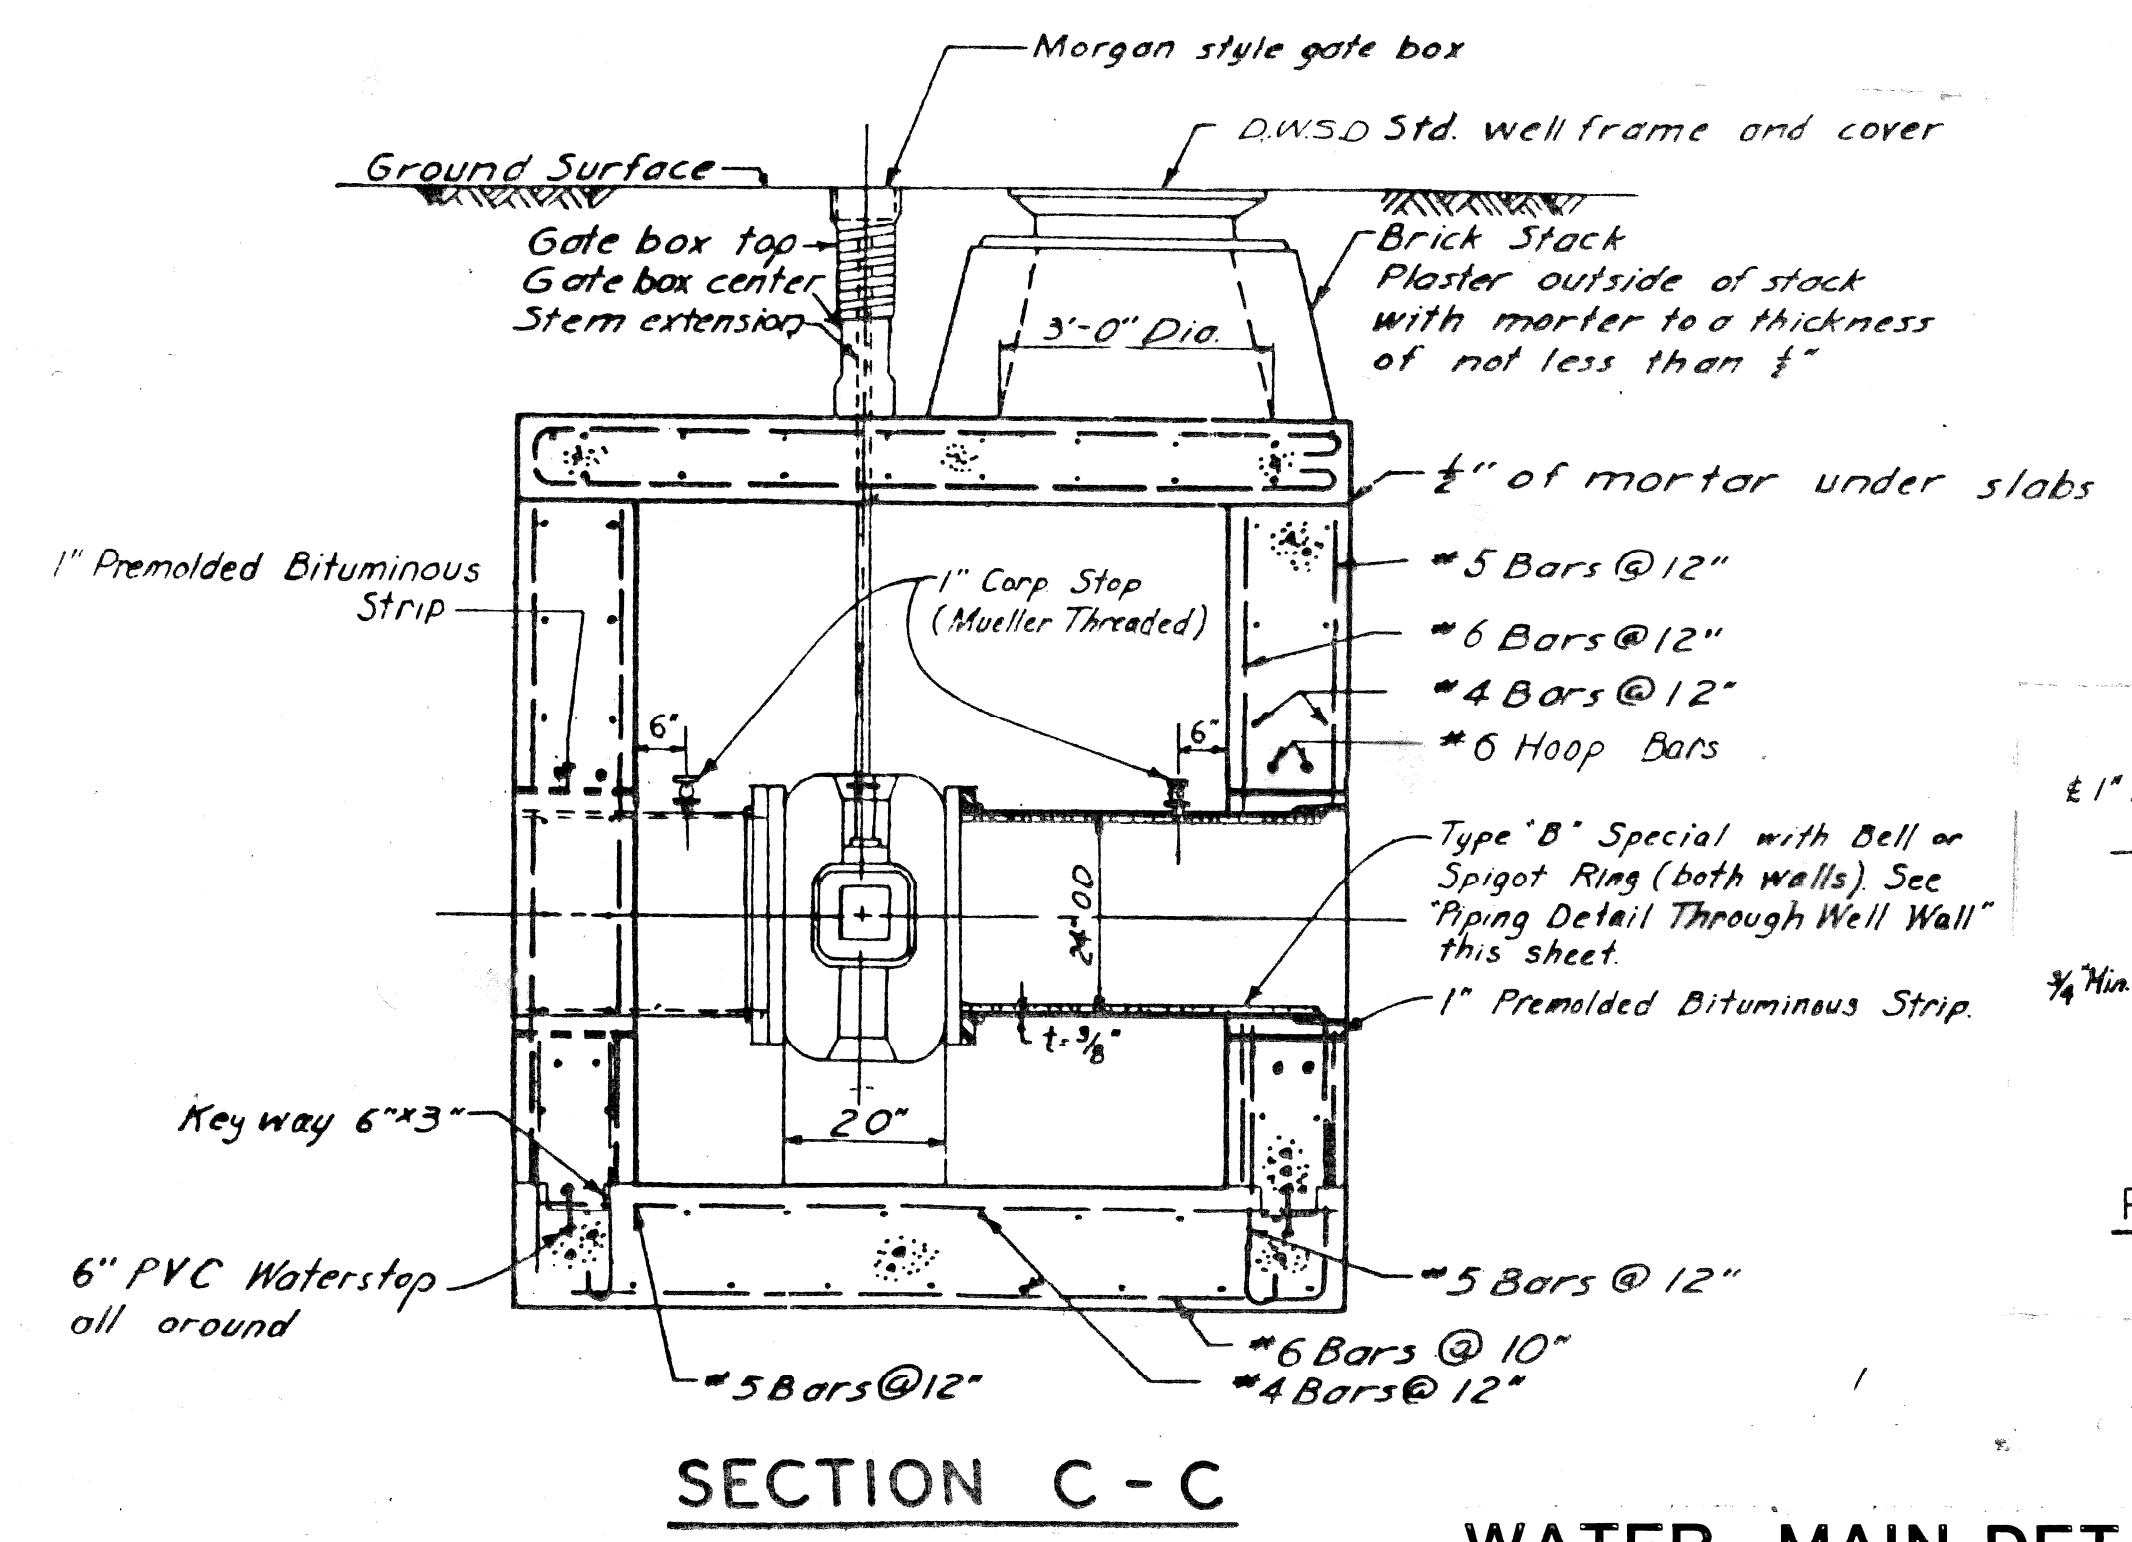 Morgan style gate box
D.W.S.D Std. well frame and cover
Ground Surface
Gate box top
Gate box center
Stem extension
3'-0" Dia.
Brick Stack
Plaster outside of stack
with morter to a thickness
of not less than ½"
½" of mortar under slabs
1" Premolded Bituminous
Strip
1" Corp. Stop
(Mueller Threaded)
#5 Bars @ 12"
#6 Bars @ 12"
#4 Bars @ 12"
#6 Hoop Bars
6"
6"
℄ 1"
Type "B" Special with Bell or
Spigot Ring (both walls). See
"Piping Detail Through Well Wall"
this sheet.
24" OD
3/4" Min.
1" Premolded Bituminous Strip.
t=3/8"
Key way 6"x3"
20"
6" PVC Waterstop
all around
#5 Bars @ 12"
#6 Bars @ 10"
#5 Bars @ 12"
#4 Bars @ 12"
SECTION C-C
WATER MAIN DET